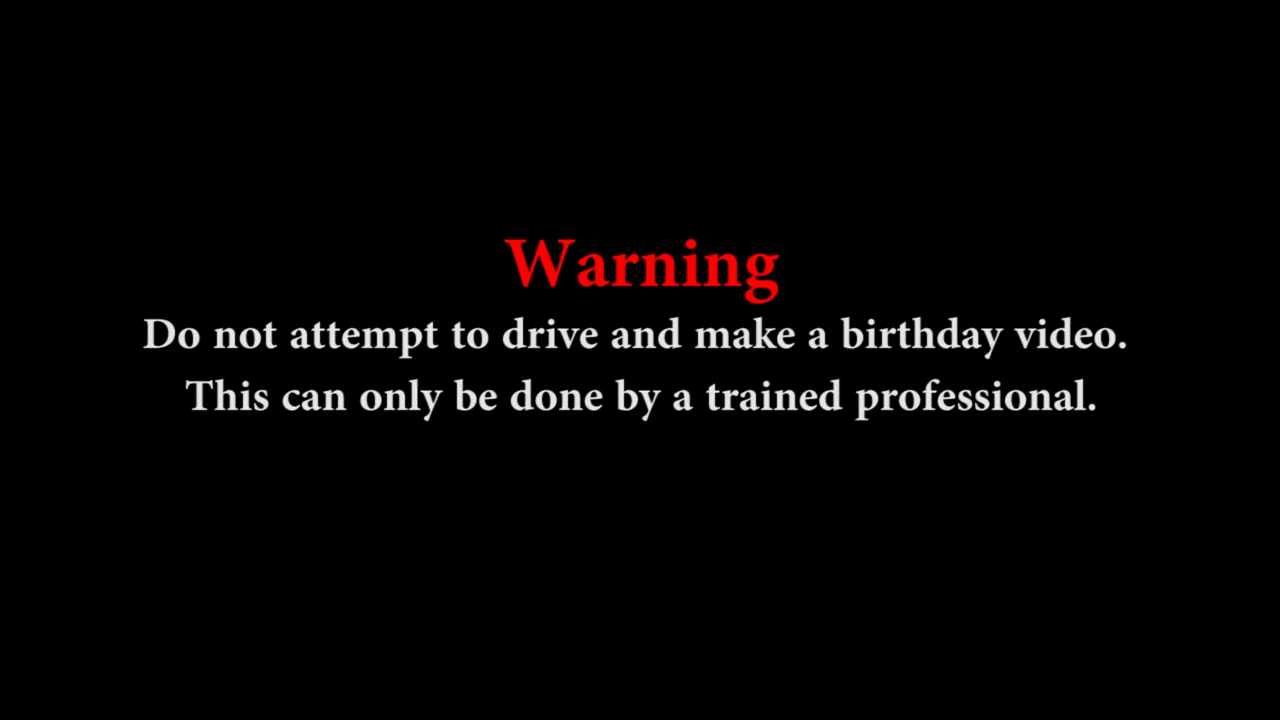 Warning
Do not attempt to drive and make a birthday video.
This can only be done by a trained professional.